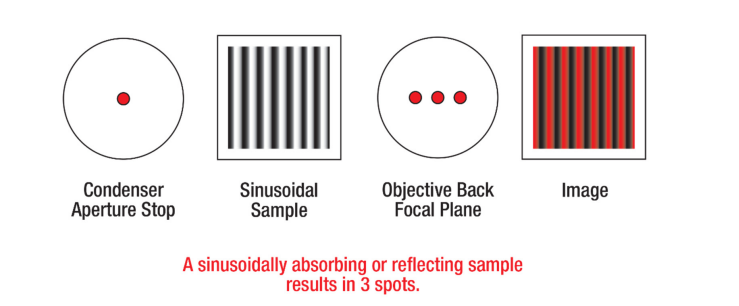 Condenser
Aperture Stop
Sinusoidal
Sample
Objective Back
Focal Plane
Image
A sinusoidally absorbing or reflecting sample
results in 3 spots.